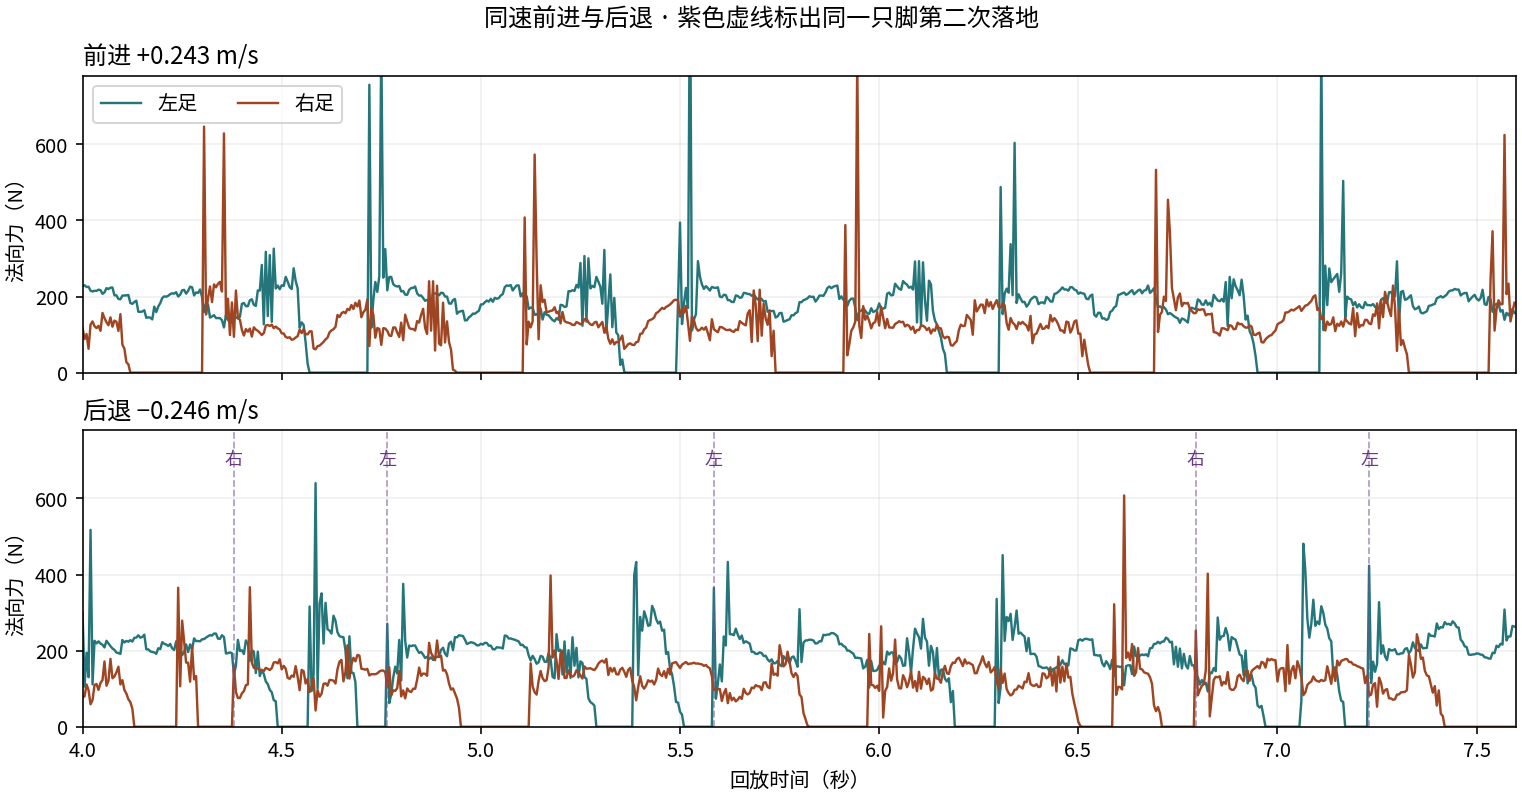 同速前进与后退 · 紫色虚线标出同一只脚第二次落地
前进 +0.243 m/s
左足 右足
法向力（N）
600
400
200
0
后退 −0.246 m/s
右 左 左 右 左
法向力（N）
600
400
200
0
4.0 4.5 5.0 5.5 6.0 6.5 7.0 7.5
回放时间（秒）